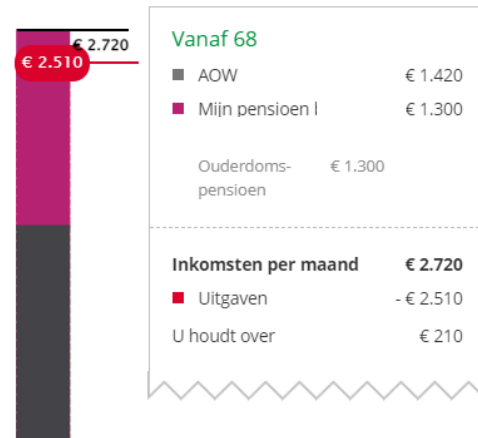 € 2.720
€ 2.510
Vanaf 68
AOW € 1.420
Mijn pensioen € 1.300
Ouderdoms- € 1.300
pensioen
Inkomsten per maand € 2.720
Uitgaven - € 2.510
U houdt over € 210